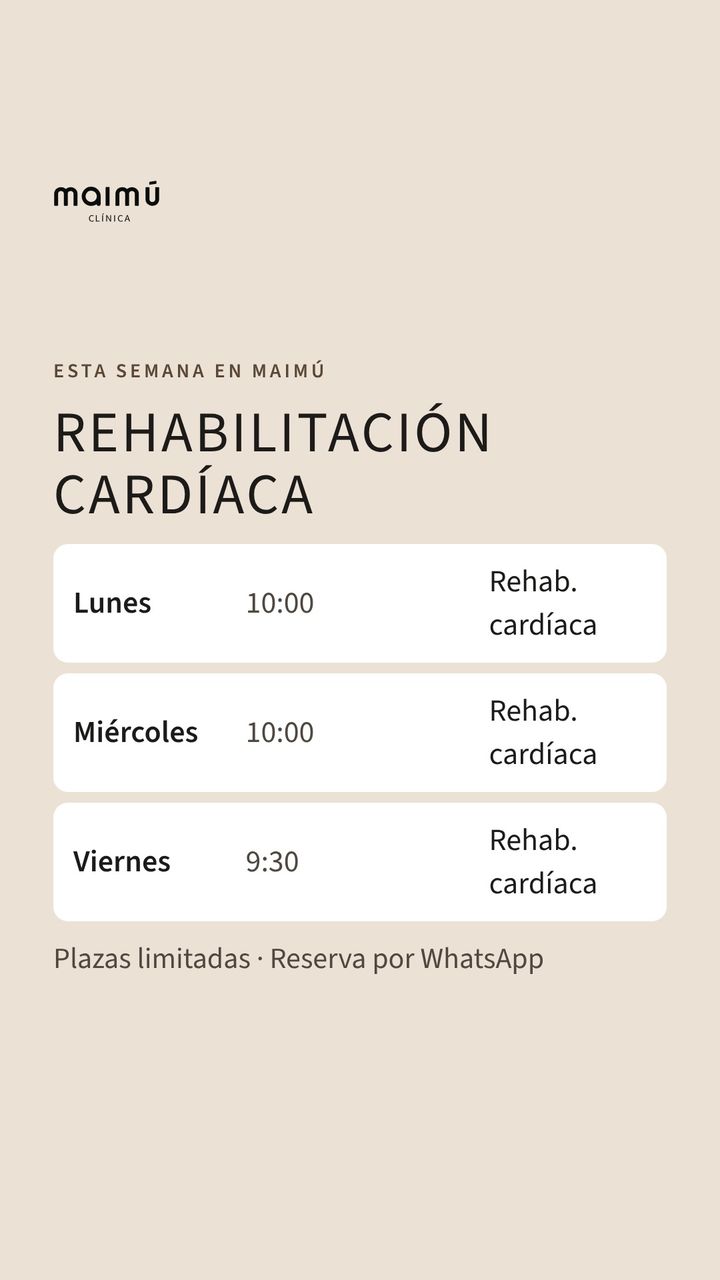 maimú
CLÍNICA
ESTA SEMANA EN MAIMÚ
REHABILITACIÓN
CARDÍACA
Lunes 10:00 Rehab.
cardíaca
Miércoles 10:00 Rehab.
cardíaca
Viernes 9:30 Rehab.
cardíaca
Plazas limitadas · Reserva por WhatsApp